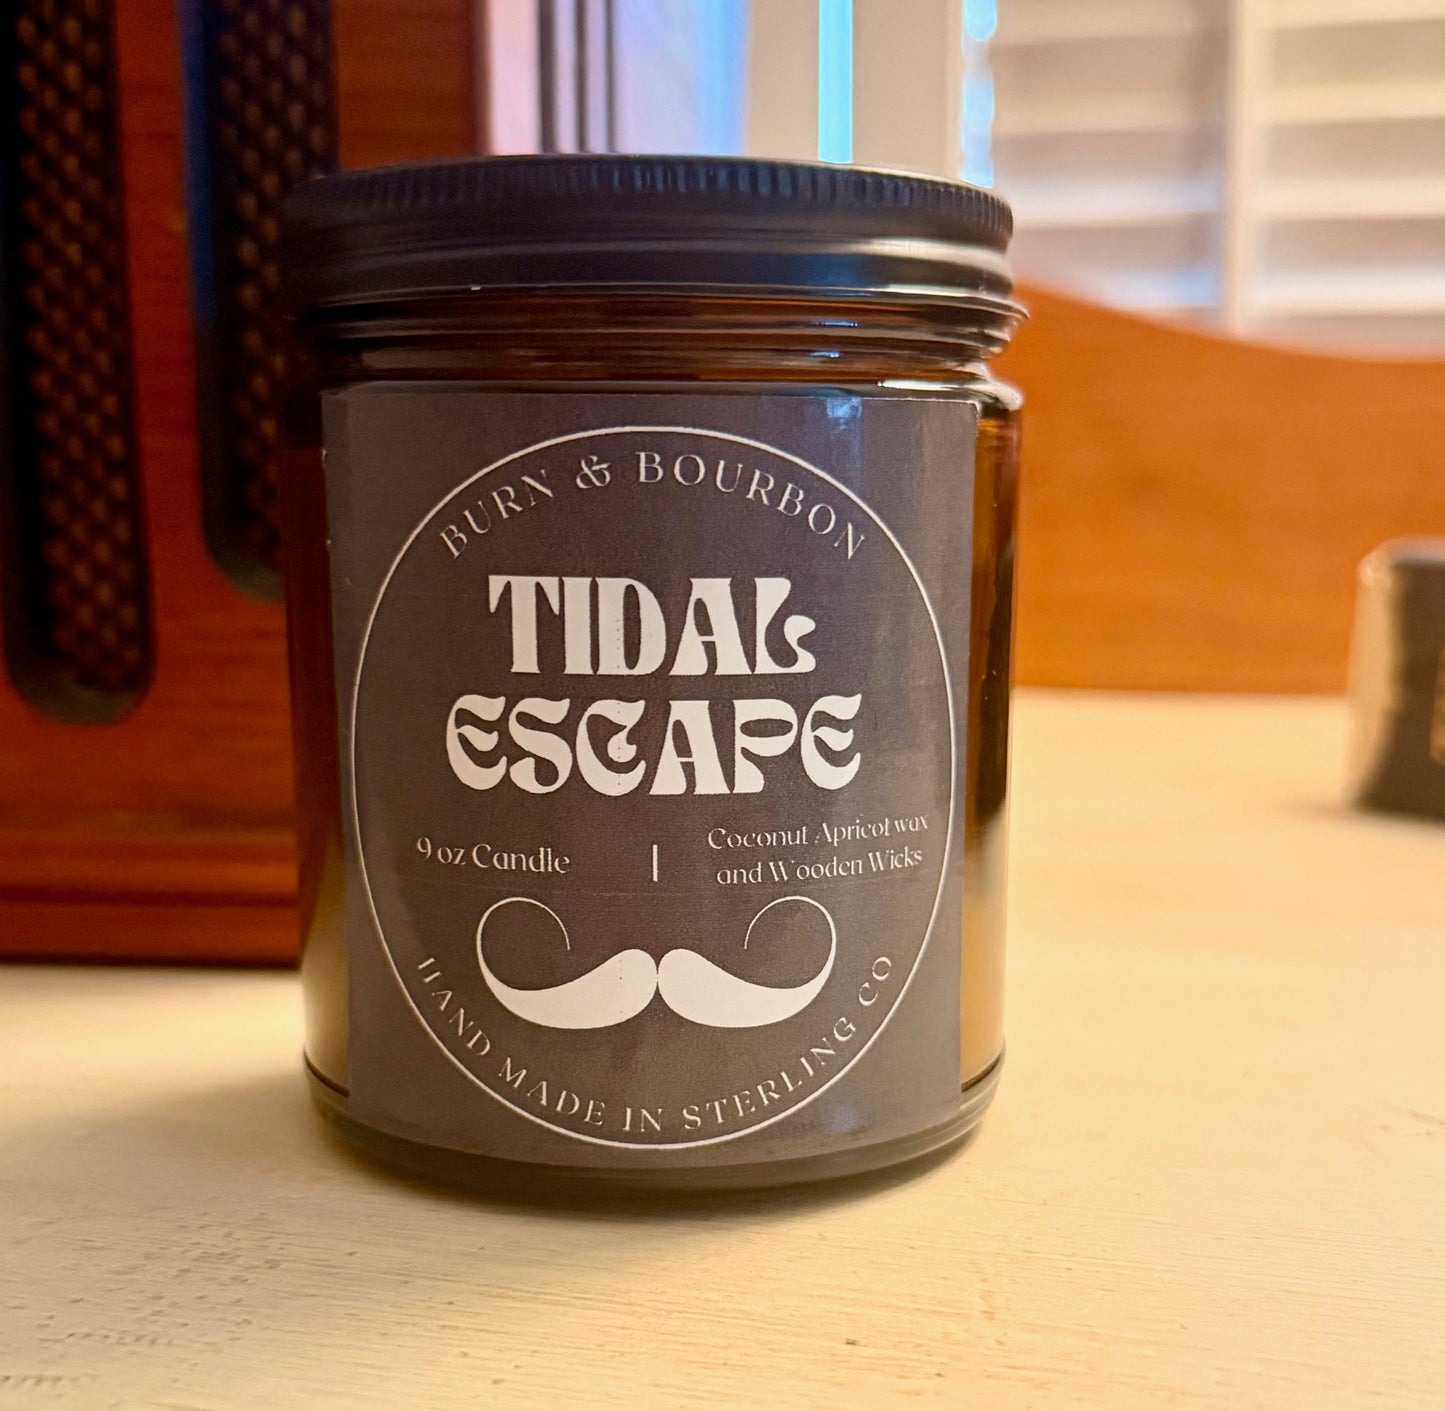 BURN & BOURBON
TIDAL
ESCAPE
9 oz Candle | Coconut Apricot wax
and Wooden Wicks
HAND MADE IN STERLING CO